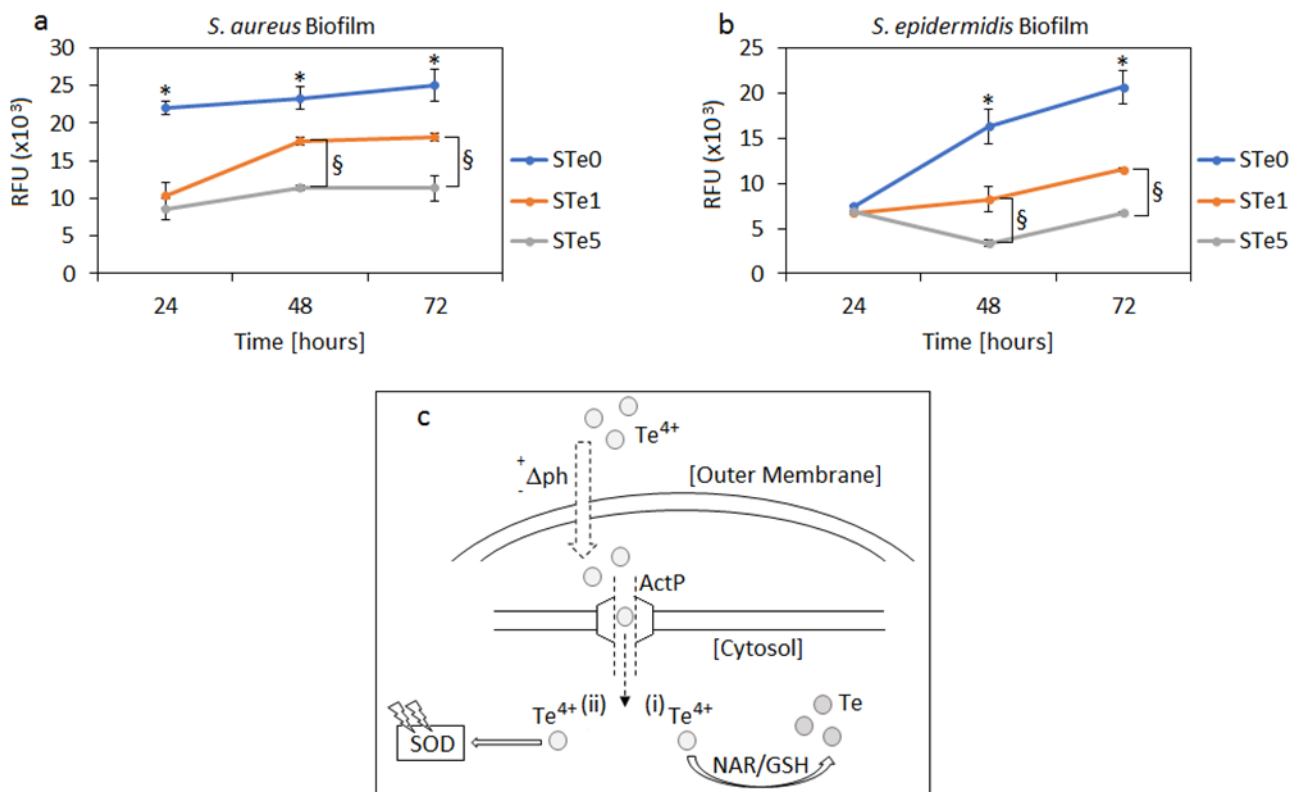 a
S. aureus Biofilm
RFU (x10³)
30
25
20
15
10
5
0
* * *
§ §
24 48 72
Time [hours]
STe0
STe1
STe5
b
S. epidermidis Biofilm
RFU (x10³)
25
20
15
10
5
0
* *
§ §
24 48 72
Time [hours]
STe0
STe1
STe5
c
Te⁴⁺
+
- Δph
[Outer Membrane]
ActP
[Cytosol]
Te⁴⁺ (ii) (i) Te⁴⁺ Te
SOD
NAR/GSH